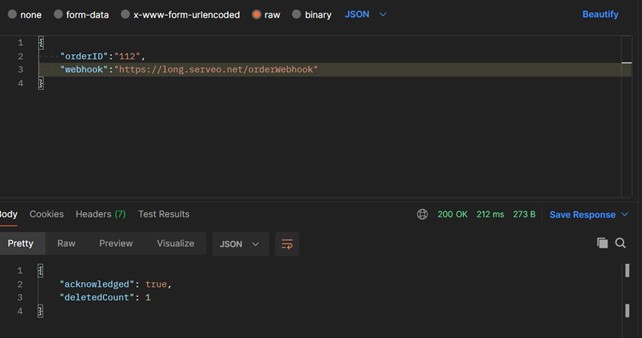 none form-data x-www-form-urlencoded raw binary JSON Beautify
1 {
2 "orderID":"112",
3 "webhook":"https://long.serveo.net/orderWebhook"
4 }
Body Cookies Headers (7) Test Results 200 OK 212 ms 273 B Save Response
Pretty Raw Preview Visualize JSON
1 {
2 "acknowledged": true,
3 "deletedCount": 1
4 }